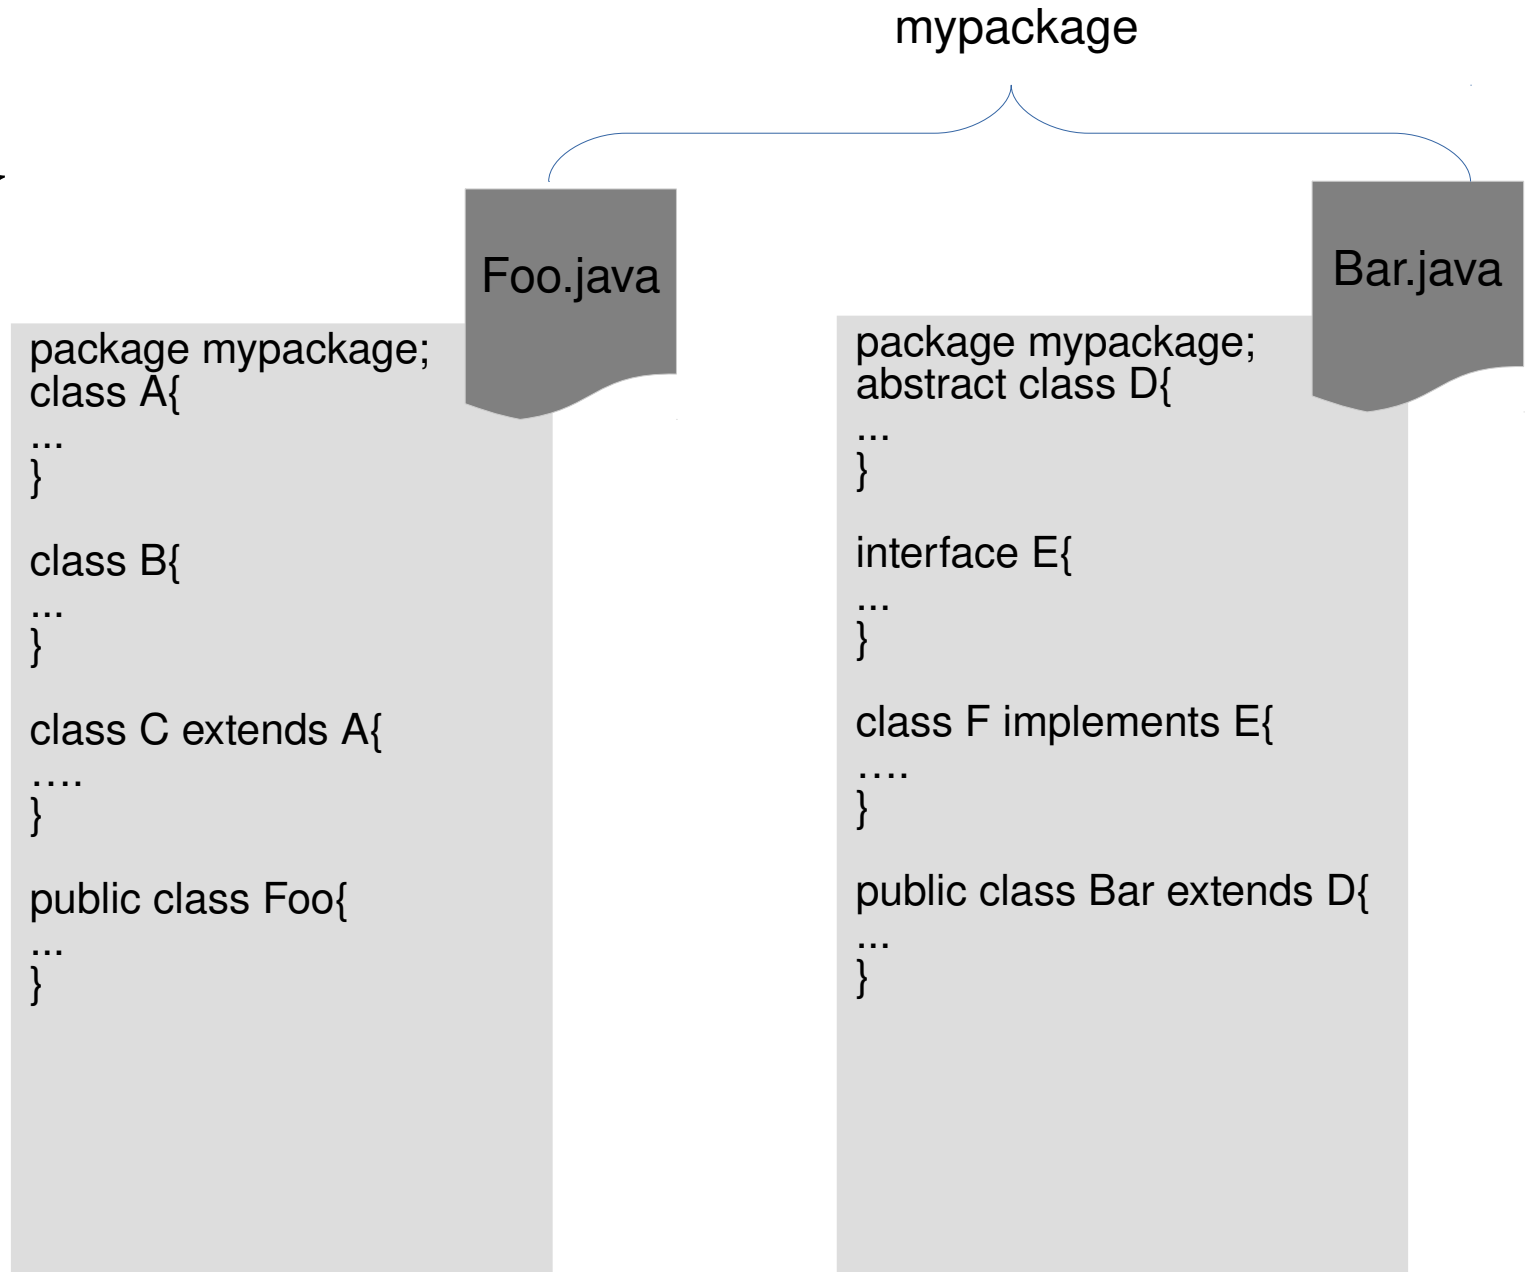 mypackage
Foo.java
package mypackage;
class A{
...
}
class B{
...
}
class C extends A{
....
}
public class Foo{
...
}
Bar.java
package mypackage;
abstract class D{
...
}
interface E{
...
}
class F implements E{
....
}
public class Bar extends D{
...
}